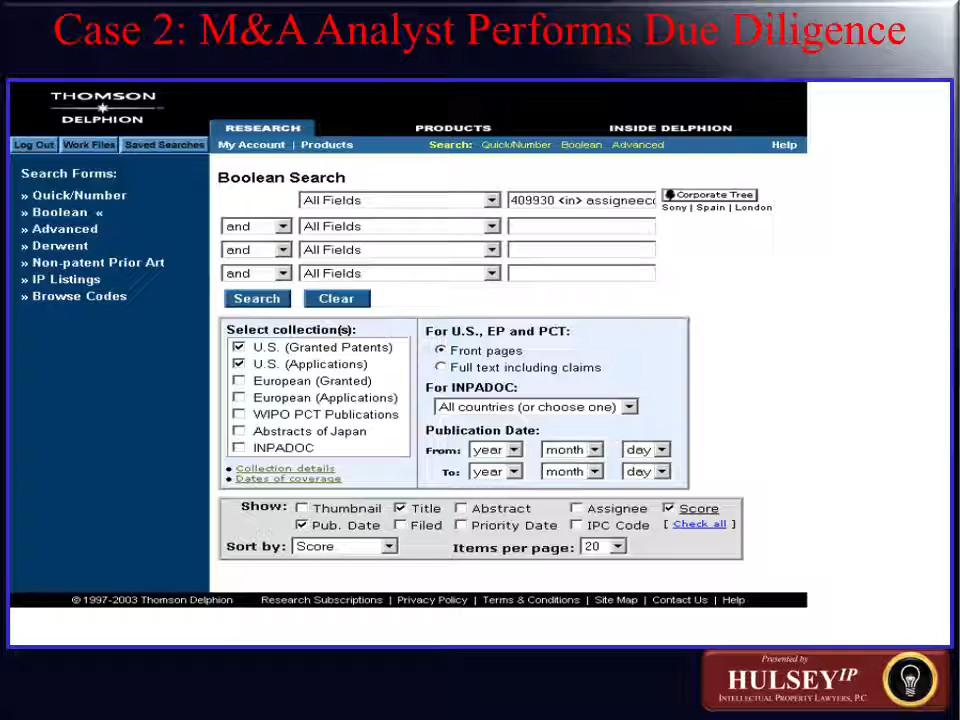 Case 2: M&A Analyst Performs Due Diligence
THOMSON
DELPHION
RESEARCH PRODUCTS INSIDE DELPHION
Log Out Work Files Saved Searches My Account | Products Search: Quick/Number Boolean Advanced Help
Search Forms:
» Quick/Number
» Boolean «
» Advanced
» Derwent
» Non-patent Prior Art
» IP Listings
» Browse Codes
Boolean Search
All Fields 409930 <in> assigneecc Corporate Tree
Sony | Spain | London
and All Fields
and All Fields
and All Fields
Search Clear
Select collection(s):
U.S. (Granted Patents)
U.S. (Applications)
European (Granted)
European (Applications)
WIPO PCT Publications
Abstracts of Japan
INPADOC
• Collection details
• Dates of coverage
For U.S., EP and PCT:
Front pages
Full text including claims
For INPADOC:
All countries (or choose one)
Publication Date:
From: year month day
To: year month day
Show: Thumbnail Title Abstract Assignee Score
Pub. Date Filed Priority Date IPC Code [ Check all ]
Sort by: Score Items per page: 20
© 1997-2003 Thomson Delphion Research Subscriptions | Privacy Policy | Terms & Conditions | Site Map | Contact Us | Help
Presented by
HULSEY IP
INTELLECTUAL PROPERTY LAWYERS, P.C.